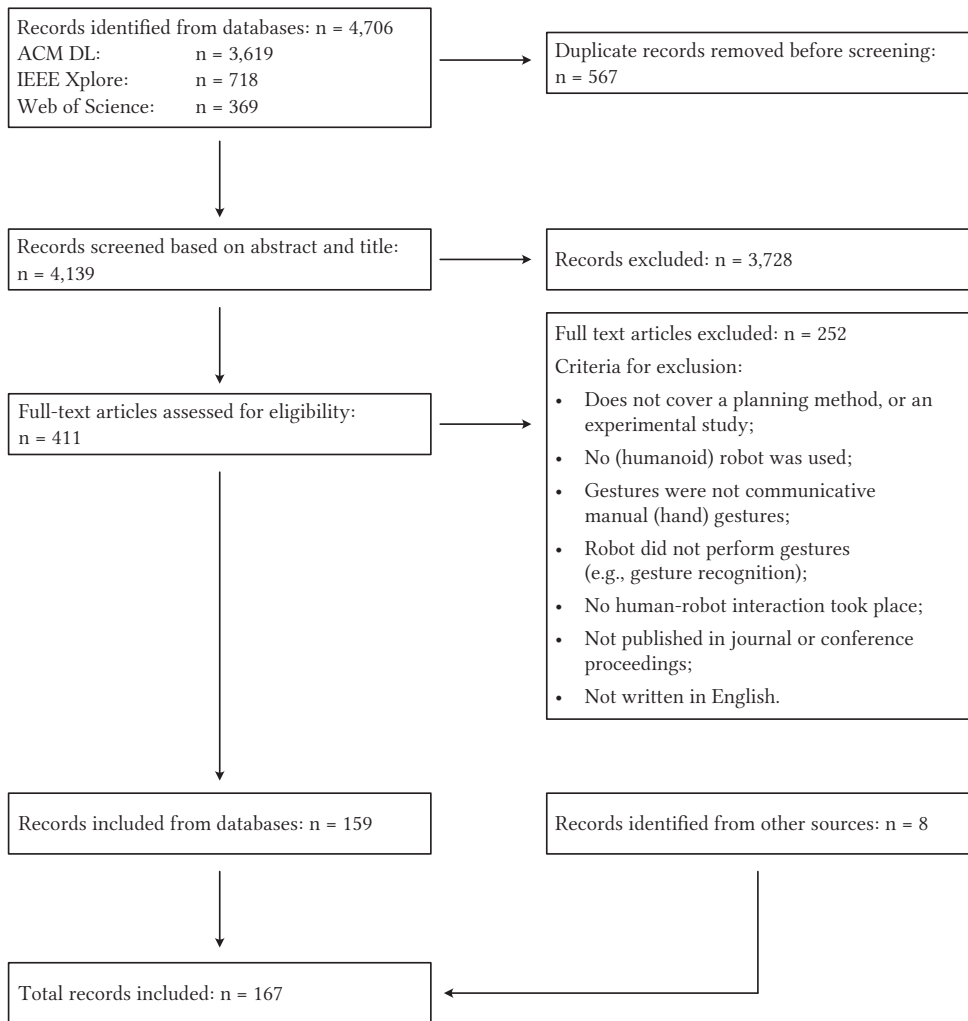 Records identified from databases: n = 4,706
ACM DL: n = 3,619
IEEE Xplore: n = 718
Web of Science: n = 369
Duplicate records removed before screening:
n = 567
Records screened based on abstract and title:
n = 4,139
Records excluded: n = 3,728
Full-text articles assessed for eligibility:
n = 411
Full text articles excluded: n = 252
Criteria for exclusion:
• Does not cover a planning method, or an
experimental study;
• No (humanoid) robot was used;
• Gestures were not communicative
manual (hand) gestures;
• Robot did not perform gestures
(e.g., gesture recognition);
• No human-robot interaction took place;
• Not published in journal or conference
proceedings;
• Not written in English.
Records included from databases: n = 159
Records identified from other sources: n = 8
Total records included: n = 167